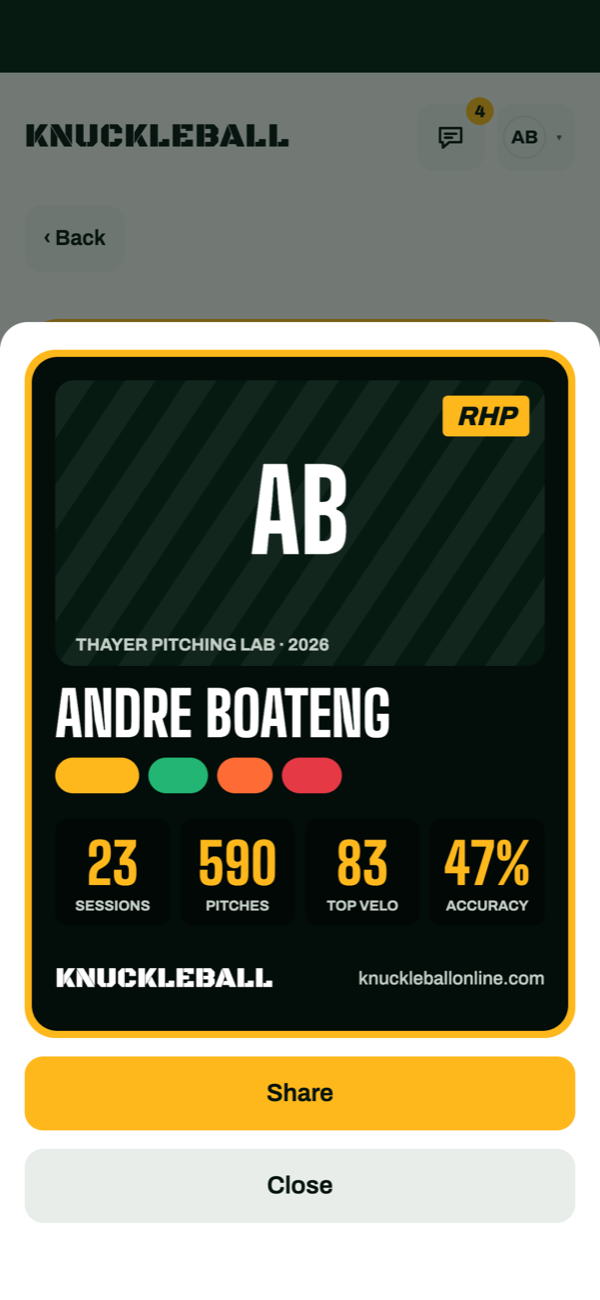 KNUCKLEBALL
4
AB
‹ Back
RHP
AB
THAYER PITCHING LAB · 2026
ANDRE BOATENG
23 590 83 47%
SESSIONS PITCHES TOP VELO ACCURACY
KNUCKLEBALL knuckleballonline.com
Share
Close